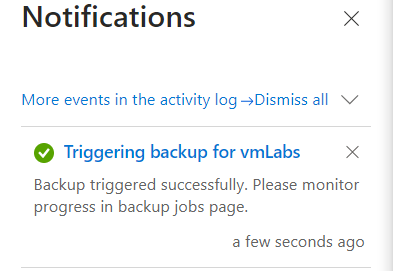 Notifications
More events in the activity log→Dismiss all
Triggering backup for vmLabs
Backup triggered successfully. Please monitor
progress in backup jobs page.
a few seconds ago